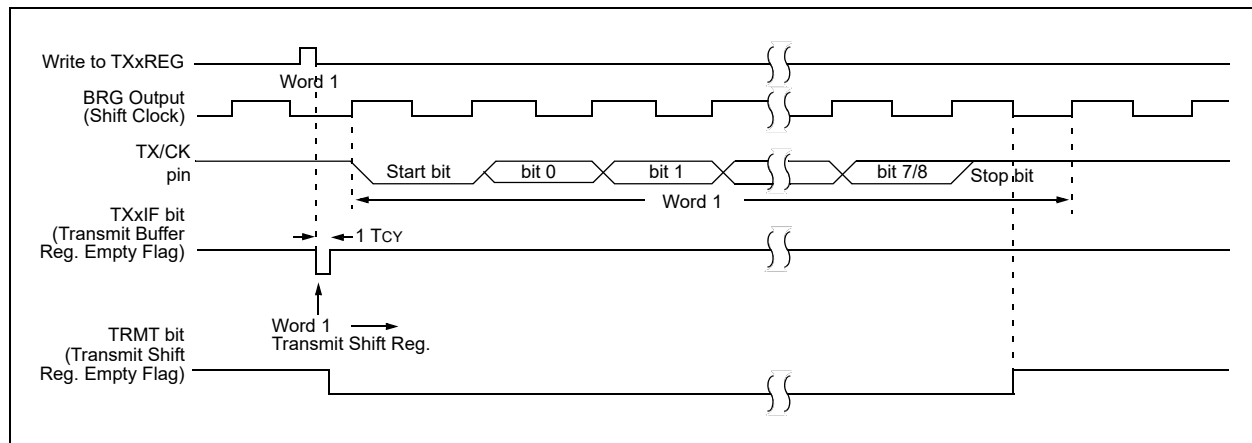 Write to TXxREG
Word 1
BRG Output
(Shift Clock)
TX/CK
pin
Start bit
bit 0
bit 1
bit 7/8
Stop bit
Word 1
TXxIF bit
(Transmit Buffer
Reg. Empty Flag)
1 TCY
Word 1
Transmit Shift Reg.
TRMT bit
(Transmit Shift
Reg. Empty Flag)